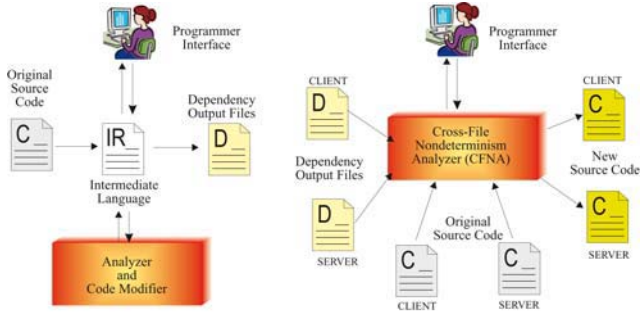 Programmer
Interface
Original
Source
Code
C _
IR_
Dependency
Output Files
D
Intermediate
Language
Analyzer
and
Code Modifier
Programmer
Interface
CLIENT
D _
Dependency
Output Files
D _
SERVER
Cross-File
Nondeterminism
Analyzer (CFNA)
Original
Source Code
C _
CLIENT
C _
SERVER
CLIENT
C _
New
Source Code
C _
SERVER